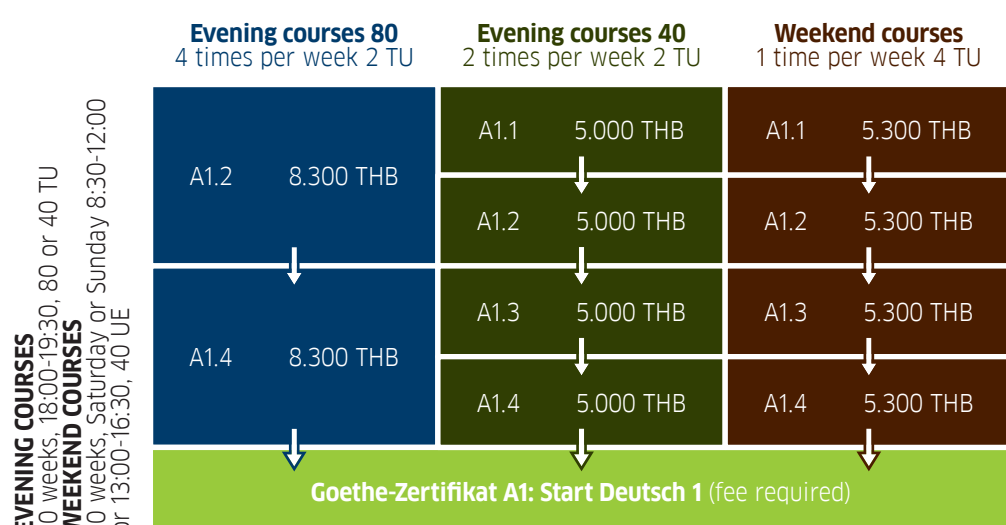 Evening courses 80
4 times per week 2 TU
Evening courses 40
2 times per week 2 TU
Weekend courses
1 time per week 4 TU
A1.2 8.300 THB
A1.4 8.300 THB
A1.1 5.000 THB
A1.2 5.000 THB
A1.3 5.000 THB
A1.4 5.000 THB
A1.1 5.300 THB
A1.2 5.300 THB
A1.3 5.300 THB
A1.4 5.300 THB
Goethe-Zertifikat A1: Start Deutsch 1 (fee required)
EVENING COURSES
0 weeks, 18:00-19:30, 80 or 40 TU
WEEKEND COURSES
0 weeks, Saturday or Sunday 8:30-12:00
or 13:00-16:30, 40 UE